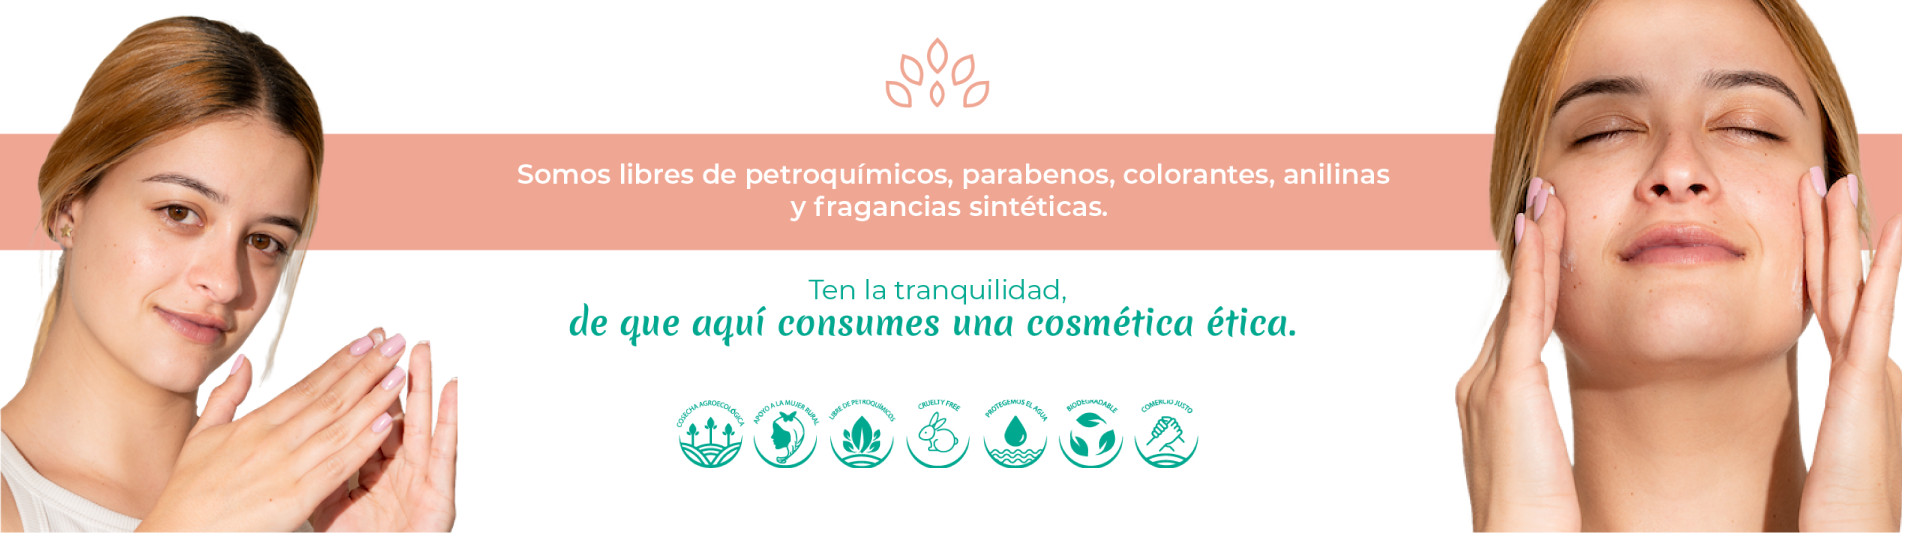 Somos libres de petroquímicos, parabenos, colorantes, anilinas
y fragancias sintéticas.
Ten la tranquilidad,
de que aquí consumes una cosmética ética.
COSECHA AGROECOLÓGICA
APOYO A LA MUJER RURAL
LIBRE DE PETROQUÍMICOS
CRUELTY FREE
PROTEGEMOS EL AGUA
BIODEGRADABLE
COMERCIO JUSTO